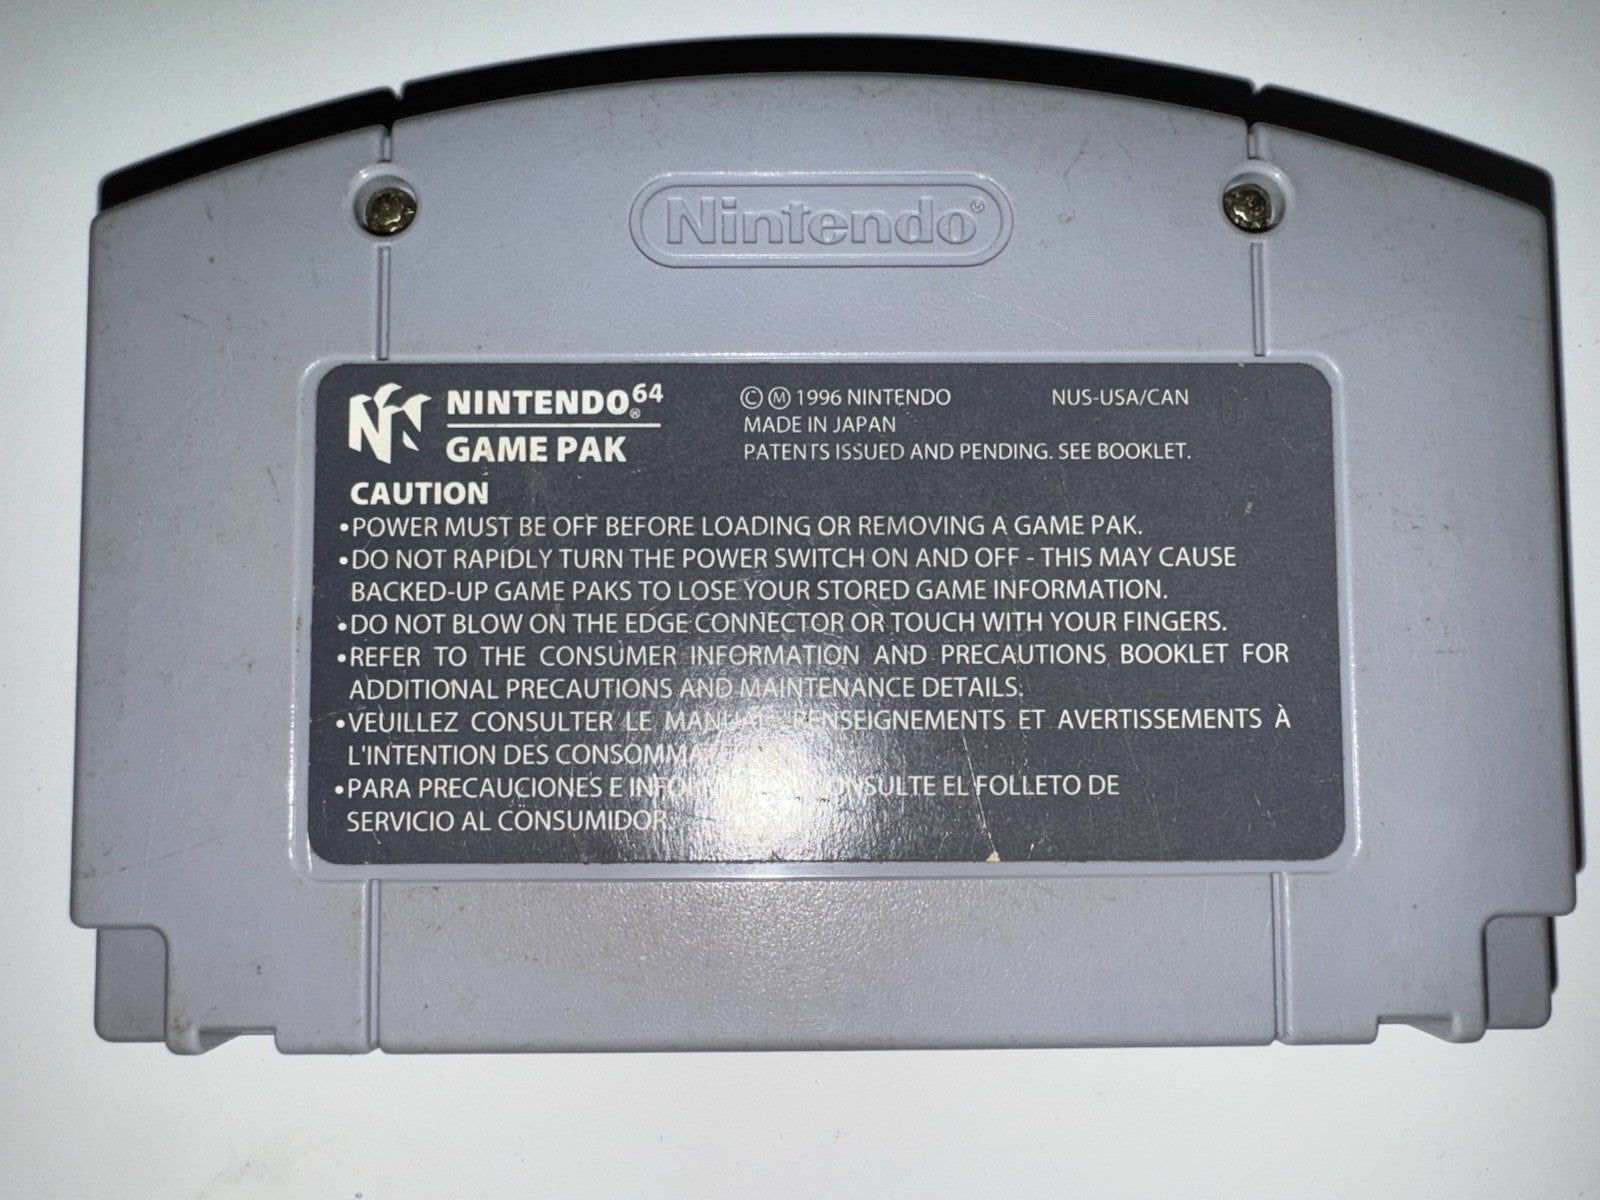 Nintendo®
NINTENDO⁶⁴®
GAME PAK
Ⓒ Ⓜ 1996 NINTENDO NUS-USA/CAN
MADE IN JAPAN
PATENTS ISSUED AND PENDING. SEE BOOKLET.
CAUTION
•POWER MUST BE OFF BEFORE LOADING OR REMOVING A GAME PAK.
•DO NOT RAPIDLY TURN THE POWER SWITCH ON AND OFF - THIS MAY CAUSE
BACKED-UP GAME PAKS TO LOSE YOUR STORED GAME INFORMATION.
•DO NOT BLOW ON THE EDGE CONNECTOR OR TOUCH WITH YOUR FINGERS.
•REFER TO THE CONSUMER INFORMATION AND PRECAUTIONS BOOKLET FOR
ADDITIONAL PRECAUTIONS AND MAINTENANCE DETAILS.
•VEUILLEZ CONSULTER LE MANUAL RENSEIGNEMENTS ET AVERTISSEMENTS À
L'INTENTION DES
•PARA PRECAUCIONES E CONSULTE EL FOLLETO DE
SERVICIO AL CONSUMIDOR.